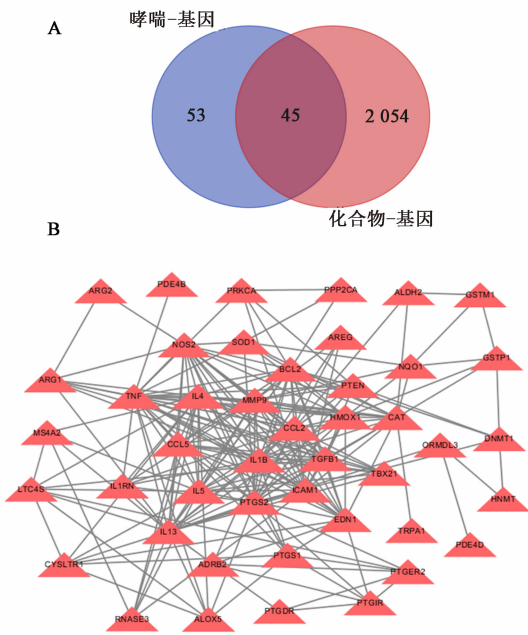 A
哮喘-基因
53
45
2 054
化合物-基因
B
ARG2
PDE4B
PRKCA
PPP2CA
ALDH2
GSTM1
NOS2
SOD1
AREG
BCL2
NQO1
GSTP1
ARG1
TNF
IL4
MMP9
PTEN
HMOX1
CAT
MS4A2
CCL5
CCL2
ORMDL3
DNMT1
IL1B
TGFB1
TBX21
LTC4S
IL1RN
IL5
PTGS2
ICAM1
HNMT
EDN1
IL13
TRPA1
PDE4D
CYSLTR1
ADRB2
PTGS1
PTGER2
RNASE3
ALOX5
PTGDR
PTGIR